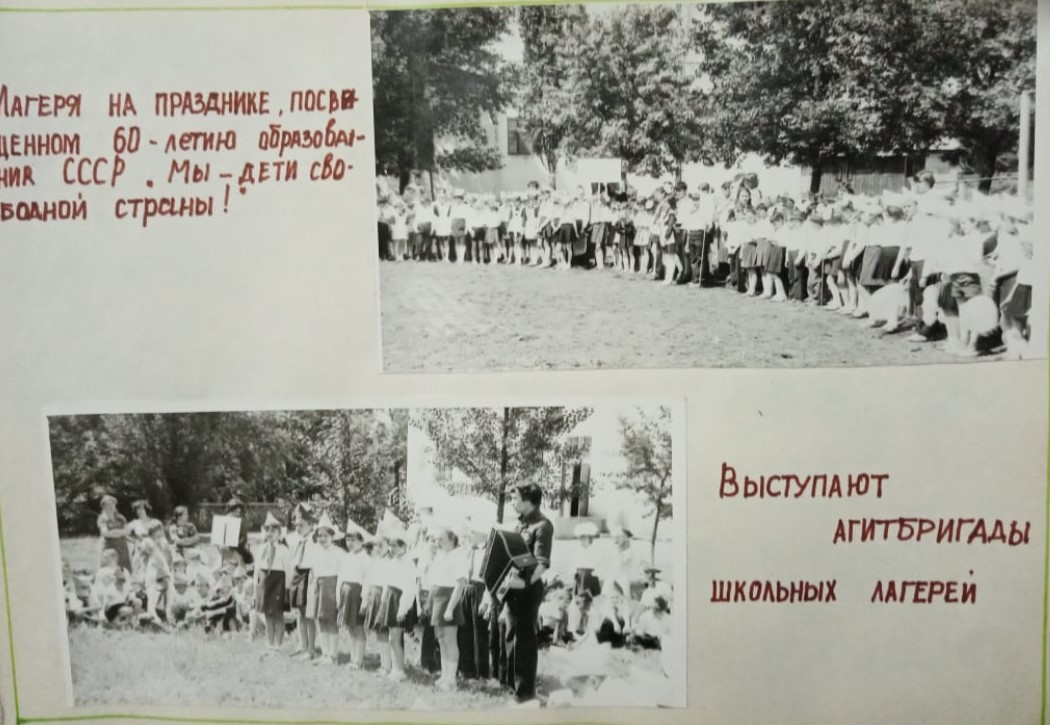 ЛАГЕРЯ НА ПРАЗДНИКЕ, ПОСВЯ-
ЩЕННОМ 60-летию образова-
ния СССР „Мы – дети сво-
бодной страны!"
Выступают
агитбригады
школьных лагерей